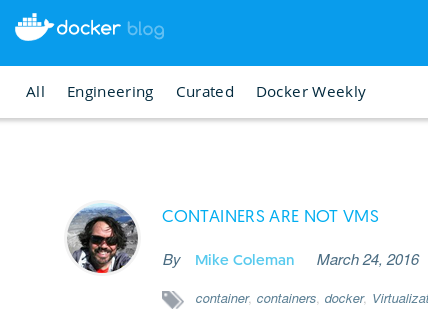 docker blog
All Engineering Curated Docker Weekly
CONTAINERS ARE NOT VMS
By Mike Coleman March 24, 2016
container, containers, docker, Virtualizat